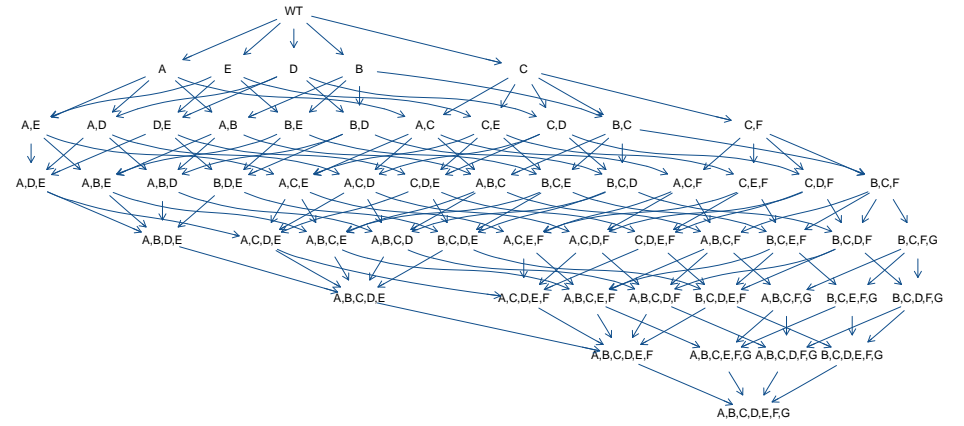 WT
A E D B C
A,E A,D D,E A,B B,E B,D A,C C,E C,D B,C C,F
A,D,E A,B,E A,B,D B,D,E A,C,E A,C,D C,D,E A,B,C B,C,E B,C,D A,C,F C,E,F C,D,F B,C,F
A,B,D,E A,C,D,E A,B,C,E A,B,C,D B,C,D,E A,C,E,F A,C,D,F C,D,E,F A,B,C,F B,C,E,F B,C,D,F B,C,F,G
A,B,C,D,E A,C,D,E,F A,B,C,E,F A,B,C,D,F B,C,D,E,F A,B,C,F,G B,C,E,F,G B,C,D,F,G
A,B,C,D,E,F A,B,C,E,F,G A,B,C,D,F,G B,C,D,E,F,G
A,B,C,D,E,F,G